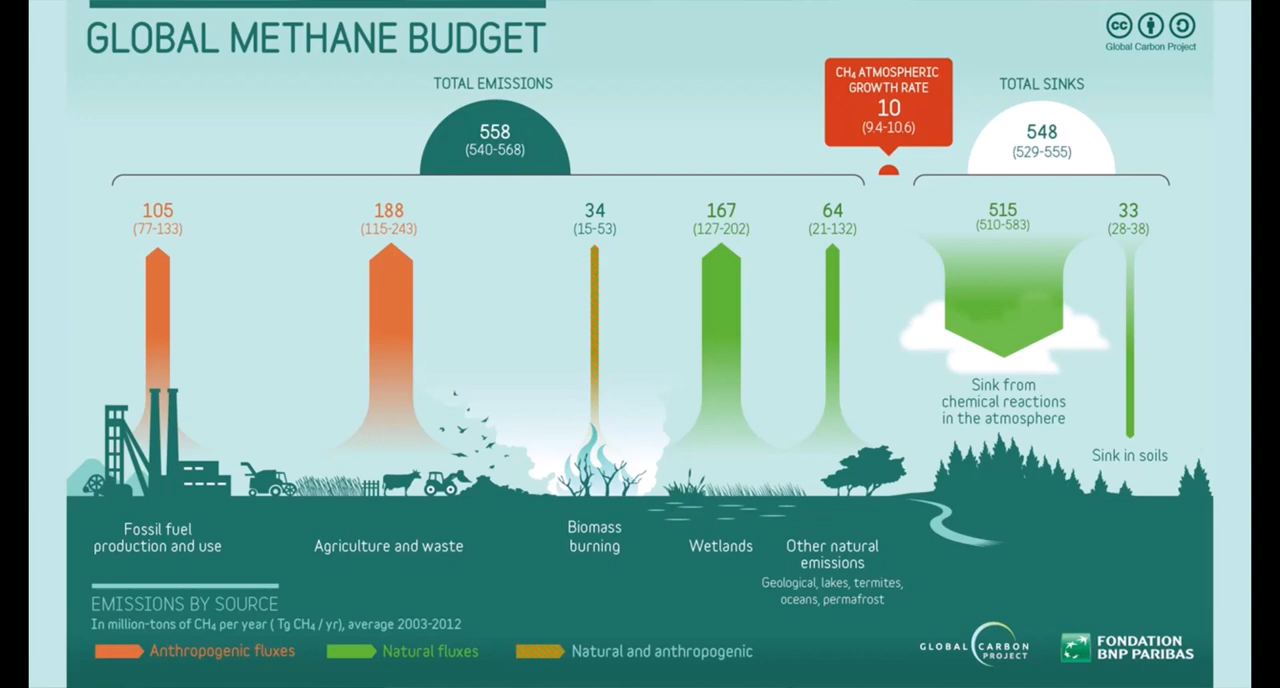 GLOBAL METHANE BUDGET
cc
Global Carbon Project
TOTAL EMISSIONS
558
(540-568)
CH₄ ATMOSPHERIC
GROWTH RATE
10
(9.4-10.6)
TOTAL SINKS
548
(529-555)
105
(77-133)
188
(115-243)
34
(15-53)
167
(127-202)
64
(21-132)
515
(510-583)
33
(28-38)
Sink from
chemical reactions
in the atmosphere
Sink in soils
Fossil fuel
production and use
Agriculture and waste
Biomass
burning
Wetlands
Other natural
emissions
Geological, lakes, termites,
oceans, permafrost
EMISSIONS BY SOURCE
In million-tons of CH₄ per year ( Tg CH₄ / yr), average 2003-2012
Anthropogenic fluxes
Natural fluxes
Natural and anthropogenic
GLOBAL CARBON
PROJECT
FONDATION
BNP PARIBAS